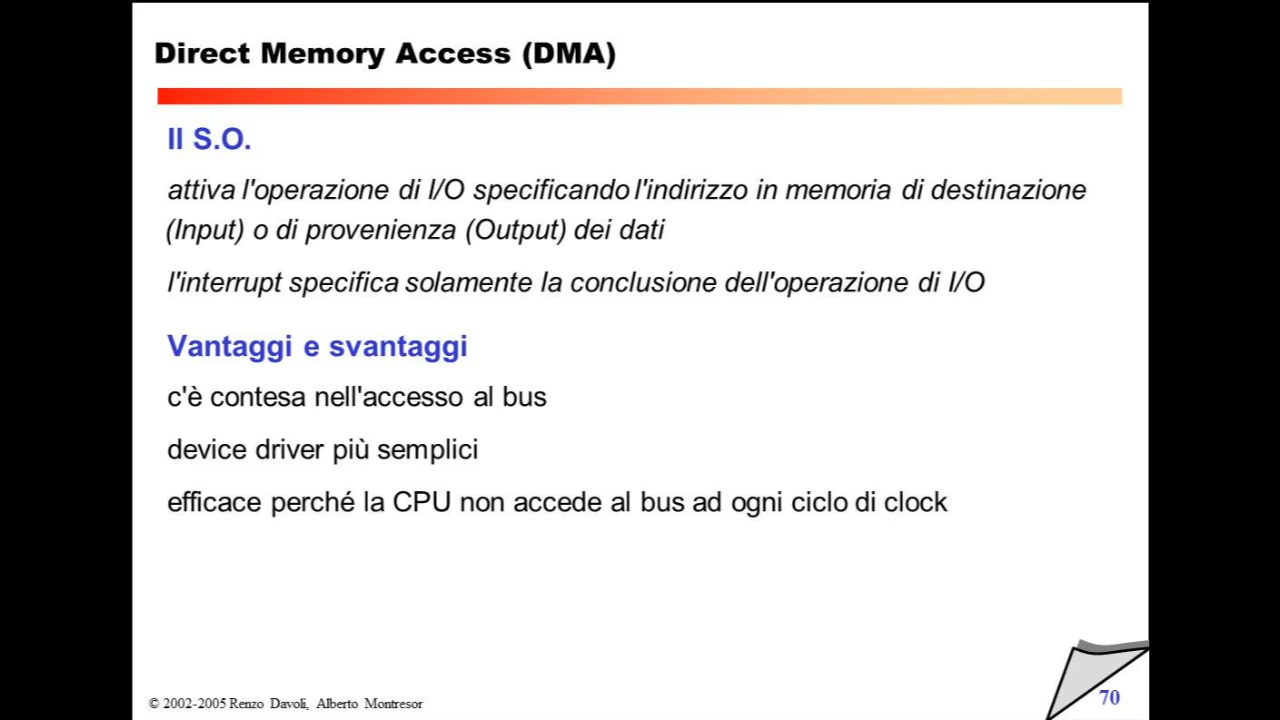 Direct Memory Access (DMA)
Il S.O.
attiva l'operazione di I/O specificando l'indirizzo in memoria di destinazione
(Input) o di provenienza (Output) dei dati
l'interrupt specifica solamente la conclusione dell'operazione di I/O
Vantaggi e svantaggi
c'è contesa nell'accesso al bus
device driver più semplici
efficace perché la CPU non accede al bus ad ogni ciclo di clock
© 2002-2005 Renzo Davoli, Alberto Montresor
70